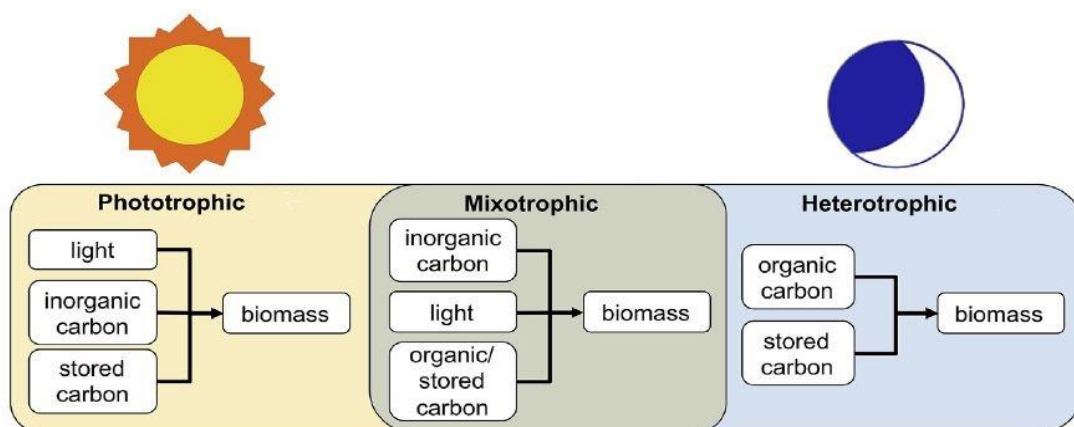 Phototrophic
light
inorganic
carbon
stored
carbon
biomass
Mixotrophic
inorganic
carbon
light
organic/
stored
carbon
biomass
Heterotrophic
organic
carbon
stored
carbon
biomass